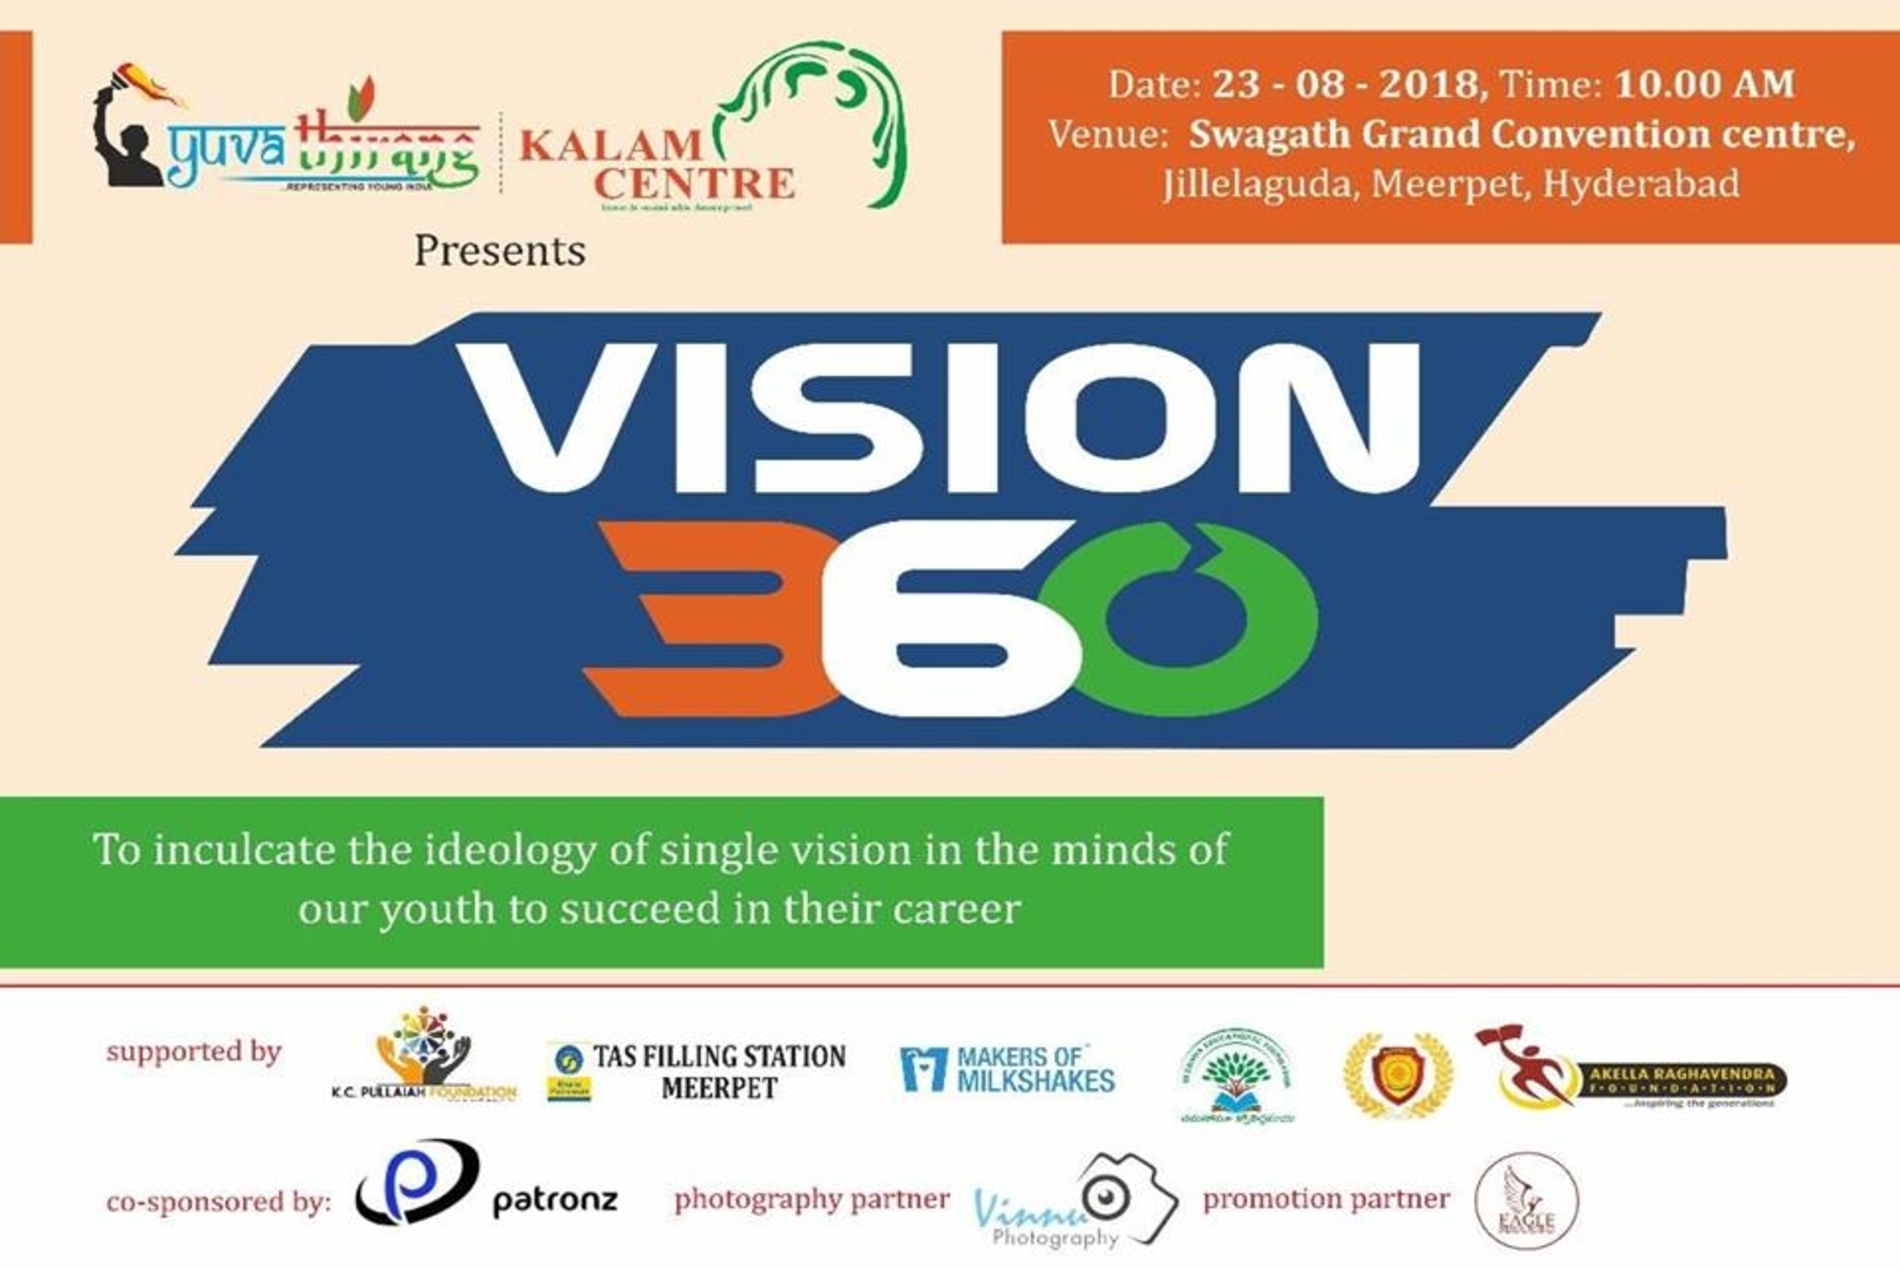 yuva thirang
...REPRESENTING YOUNG INDIA
KALAM
CENTRE
Presents
Date: 23 - 08 - 2018, Time: 10.00 AM
Venue: Swagath Grand Convention centre,
Jillelaguda, Meerpet, Hyderabad
VISION
360
To inculcate the ideology of single vision in the minds of
our youth to succeed in their career
supported by
K.C. PULLAIAH FOUNDATION
TAS FILLING STATION
MEERPET
MAKERS OF
MILKSHAKES
AKELLA RAGHAVENDRA
F·O·U·N·D·A·T·I·O·N
...Inspiring the generations
co-sponsored by:
patronz
photography partner
Vinnu
Photography
promotion partner
EAGLE